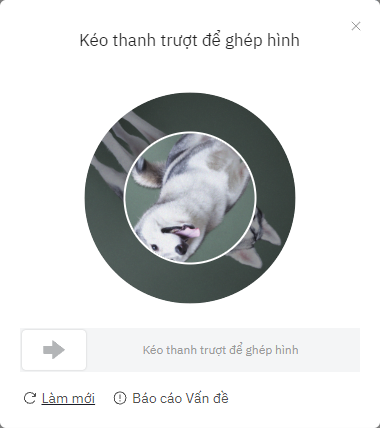 Kéo thanh trượt để ghép hình
Kéo thanh trượt để ghép hình
Làm mới
Báo cáo Vấn đề